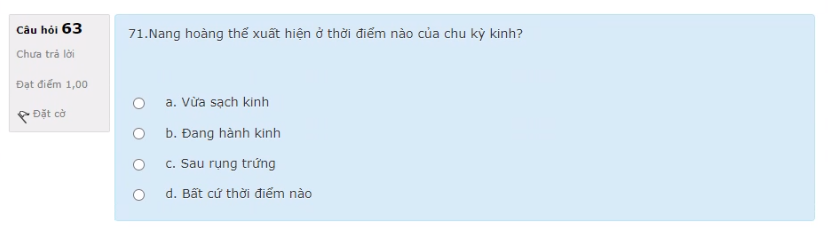 Câu hỏi 63
Chưa trả lời
Đạt điểm 1,00
Đặt cờ
71.Nang hoàng thể xuất hiện ở thời điểm nào của chu kỳ kinh?
a. Vừa sạch kinh
b. Đang hành kinh
c. Sau rụng trứng
d. Bất cứ thời điểm nào